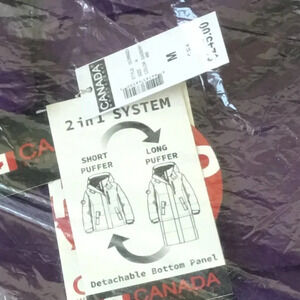 M
CANADA
2 in 1 SYSTEM
SHORT
PUFFER
LONG
PUFFER
Detachable Bottom Panel
CANADA
CANADA